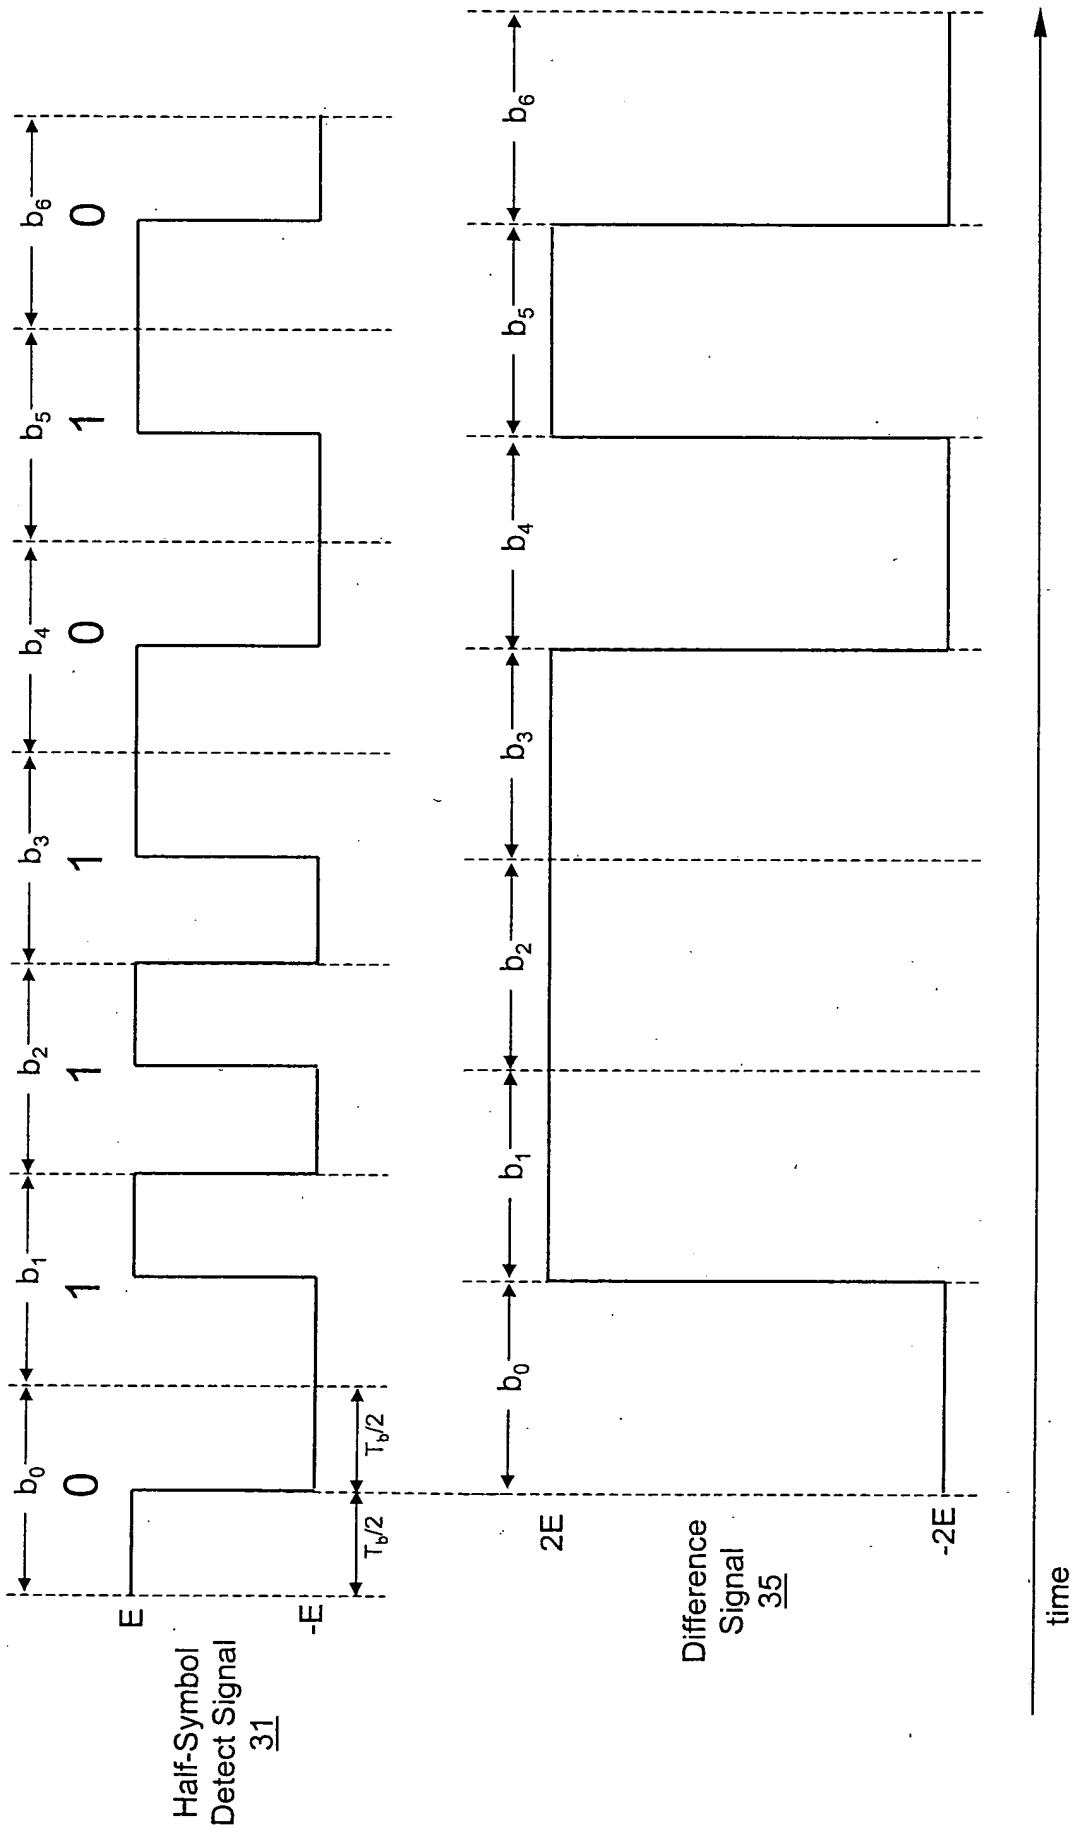 b0 b1 b2 b3 b4 b5 b6
0 1 1 1 0 1 0
E
-E
Half-Symbol
Detect Signal
31
Tb/2 Tb/2
b0 b1 b2 b3 b4 b5 b6
2E
Difference
Signal
35
-2E
time